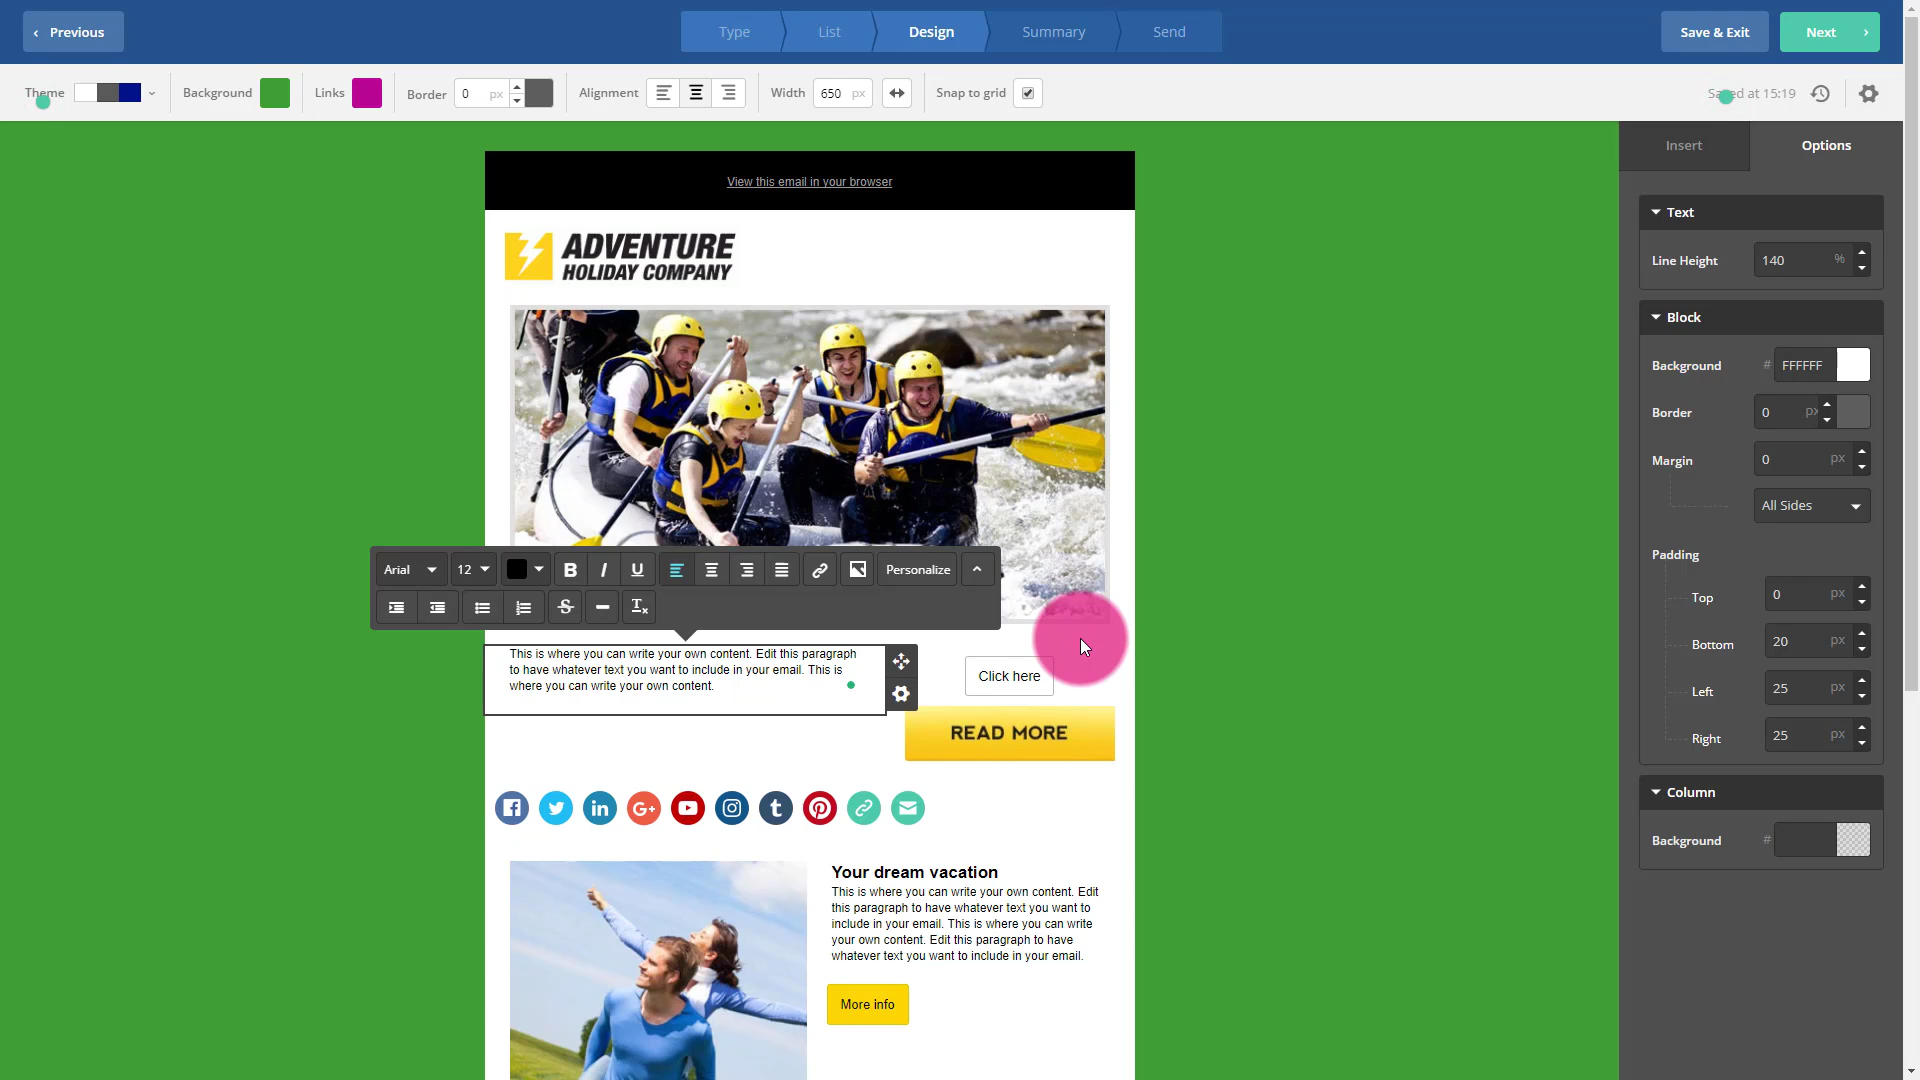 Previous
Type
List
Design
Summary
Send
Save & Exit
Next
Theme
Background
Links
Border
0 px
Alignment
Width
650 px
Snap to grid
Saved at 15:19
Insert
Options
View this email in your browser
ADVENTURE
HOLIDAY COMPANY
Text
Line Height
140 %
Block
Background
# FFFFFF
Border
0 px
Margin
0 px
All Sides
Padding
Top
0 px
Bottom
20 px
Left
25 px
Right
25 px
Column
Background
#
Arial
12
B
I
U
Personalize
This is where you can write your own content. Edit this paragraph
to have whatever text you want to include in your email. This is
where you can write your own content.
Click here
READ MORE
Your dream vacation
This is where you can write your own content. Edit
this paragraph to have whatever text you want to
include in your email. This is where you can write
your own content. Edit this paragraph to have
whatever text you want to include in your email.
More info